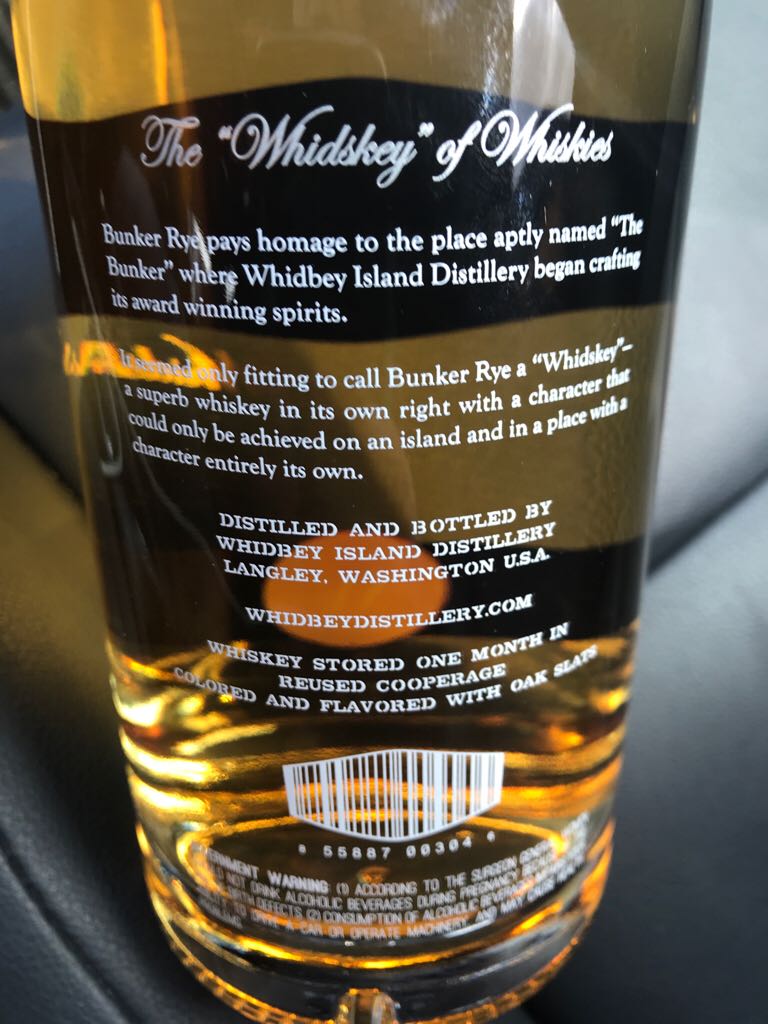 The "Whidskey" of Whiskies
Bunker Rye pays homage to the place aptly named "The
Bunker" where Whidbey Island Distillery began crafting
its award winning spirits.
It seemed only fitting to call Bunker Rye a "Whidskey"–
a superb whiskey in its own right with a character that
could only be achieved on an island and in a place with a
character entirely its own.
DISTILLED AND BOTTLED BY
WHIDBEY ISLAND DISTILLERY
LANGLEY, WASHINGTON U.S.A.
WHIDBEYDISTILLERY.COM
WHISKEY STORED ONE MONTH IN
REUSED COOPERAGE
COLORED AND FLAVORED WITH OAK SLATS
55887 00304
WARNING: (1) ACCORDING TO THE SURGEON
NOT DRINK ALCOHOLIC BEVERAGES DURING PREGNANCY
BIRTH DEFECTS (2) CONSUMPTION OF ALCOHOLIC BEVERAGES
A CAR OR OPERATE MACHINERY, AND MAY CAUSE